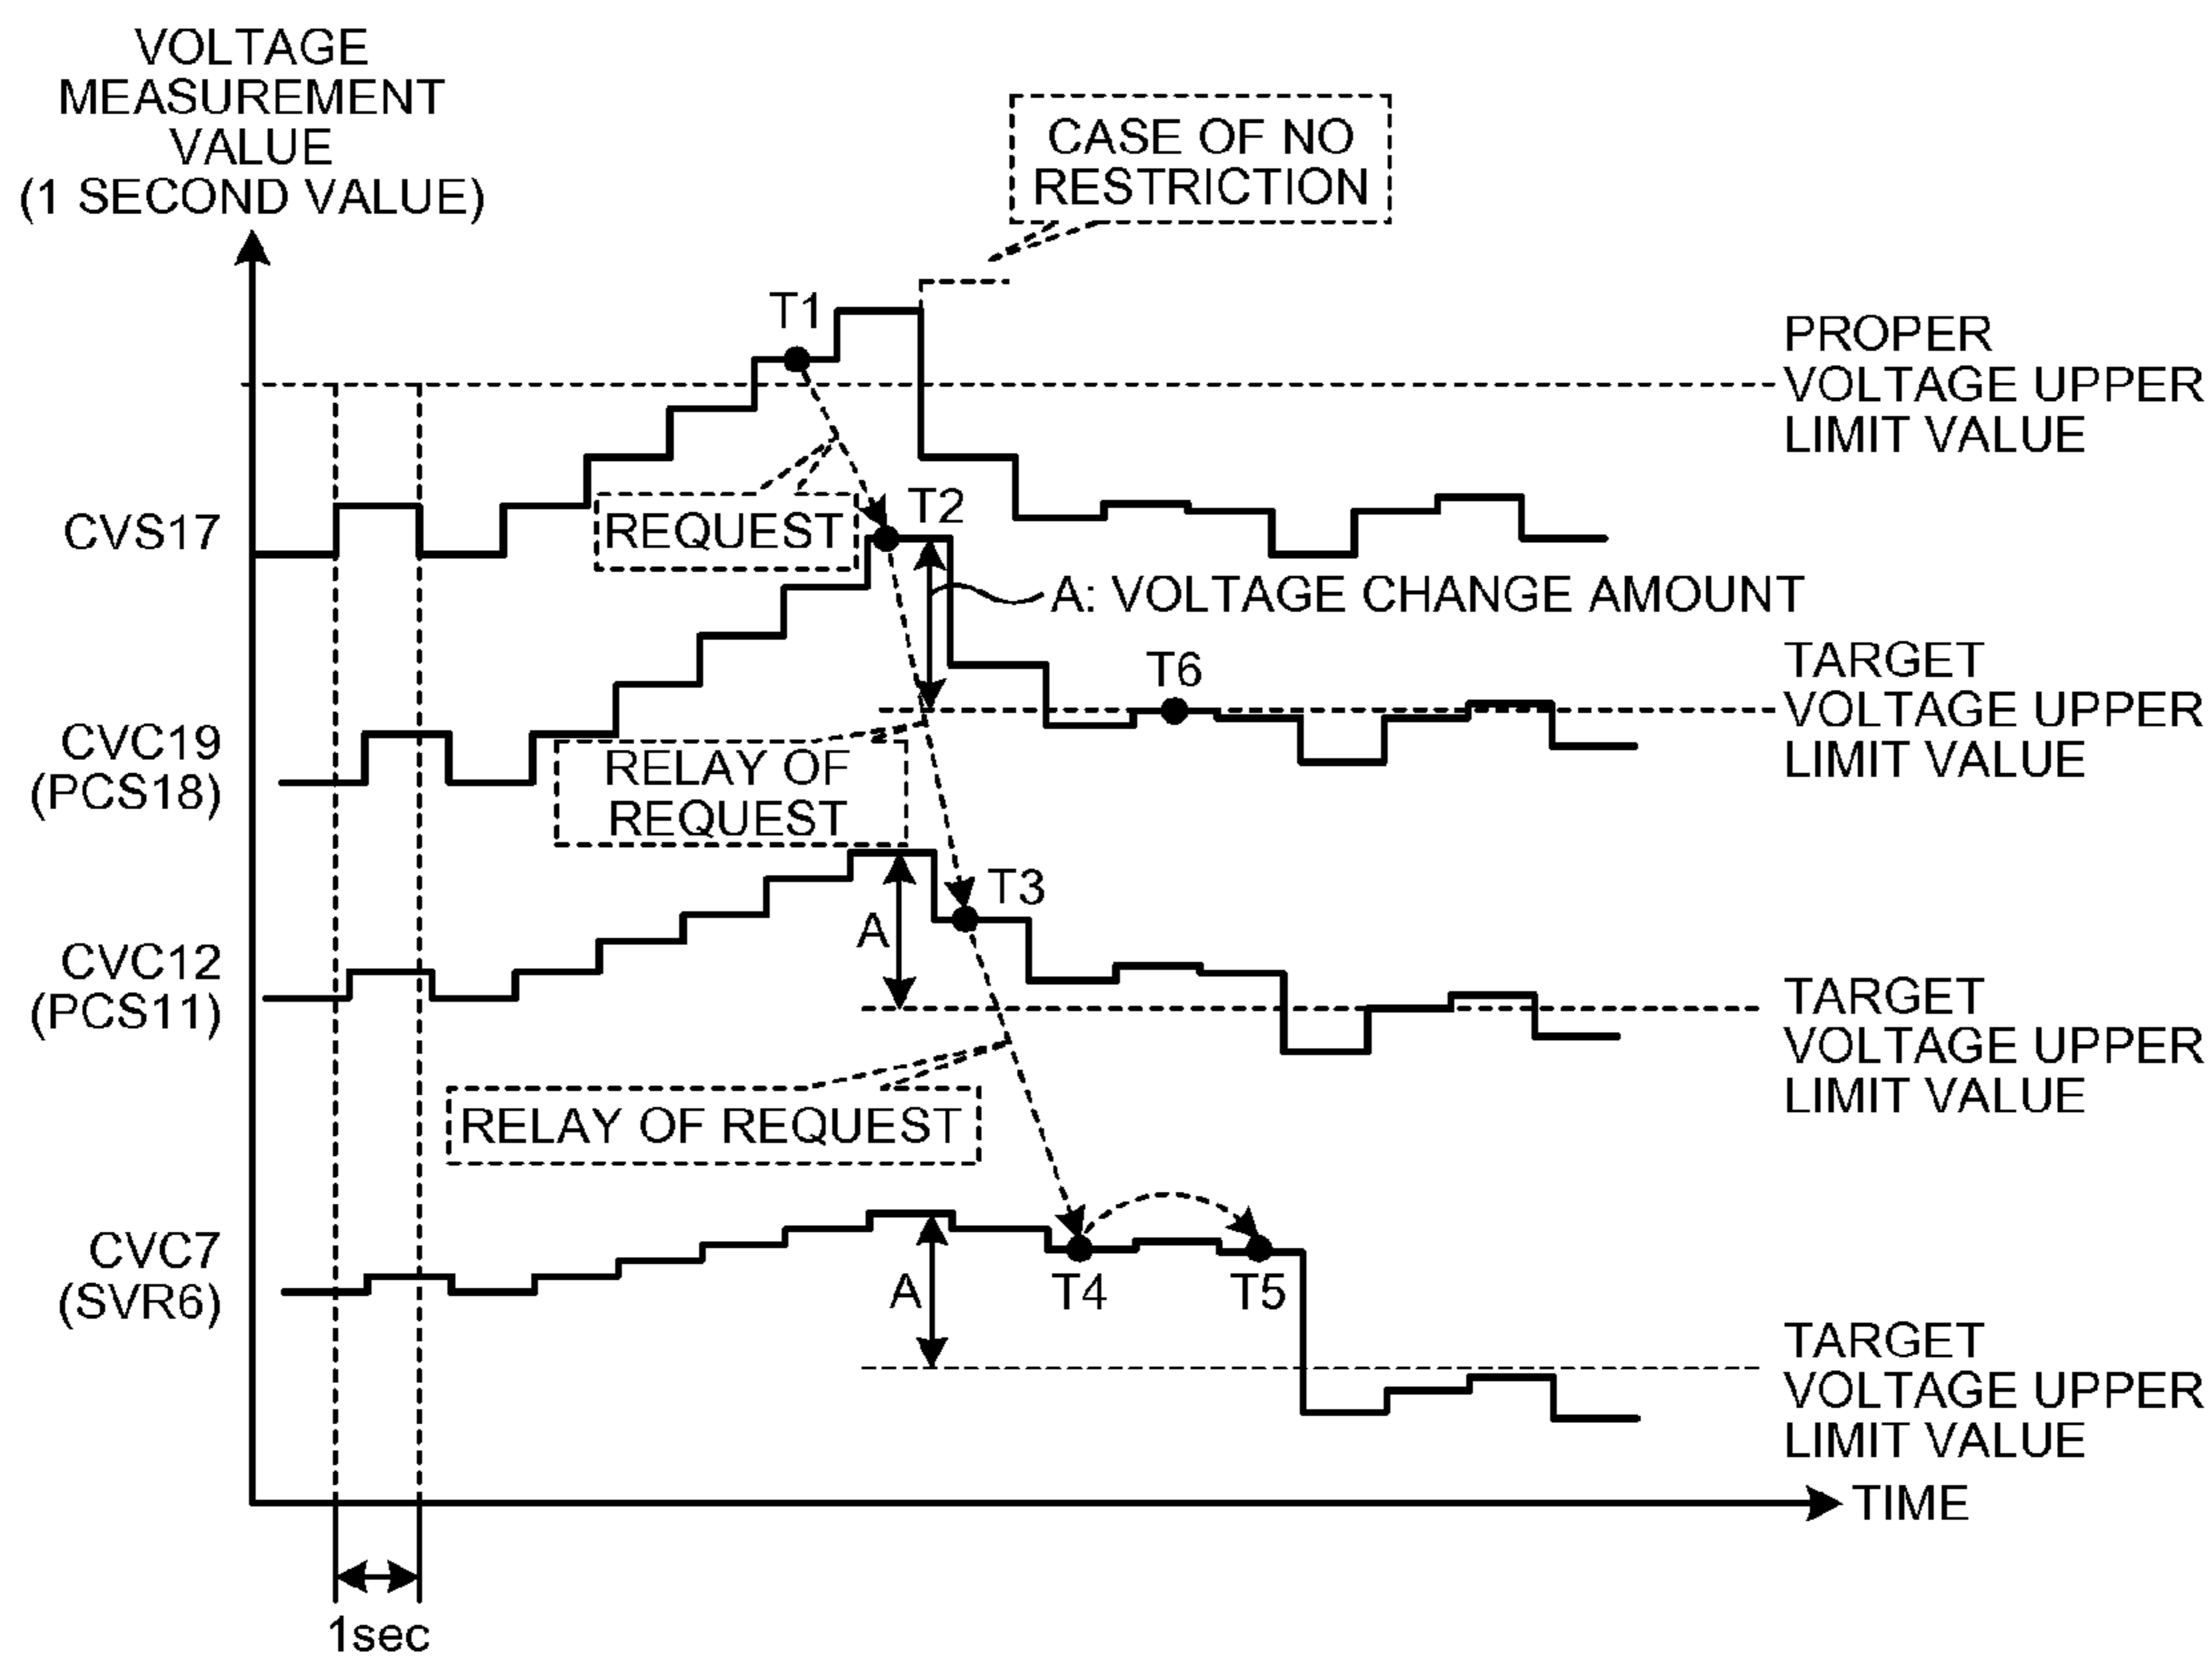 VOLTAGE
MEASUREMENT
VALUE
(1 SECOND VALUE)
CASE OF NO
RESTRICTION
T1
PROPER
VOLTAGE UPPER
LIMIT VALUE
CVS17
REQUEST
T2
A: VOLTAGE CHANGE AMOUNT
T6
TARGET
VOLTAGE UPPER
LIMIT VALUE
CVC19
(PCS18)
RELAY OF
REQUEST
T3
A
CVC12
(PCS11)
TARGET
VOLTAGE UPPER
LIMIT VALUE
RELAY OF REQUEST
CVC7
(SVR6)
A
T4
T5
TARGET
VOLTAGE UPPER
LIMIT VALUE
TIME
1sec